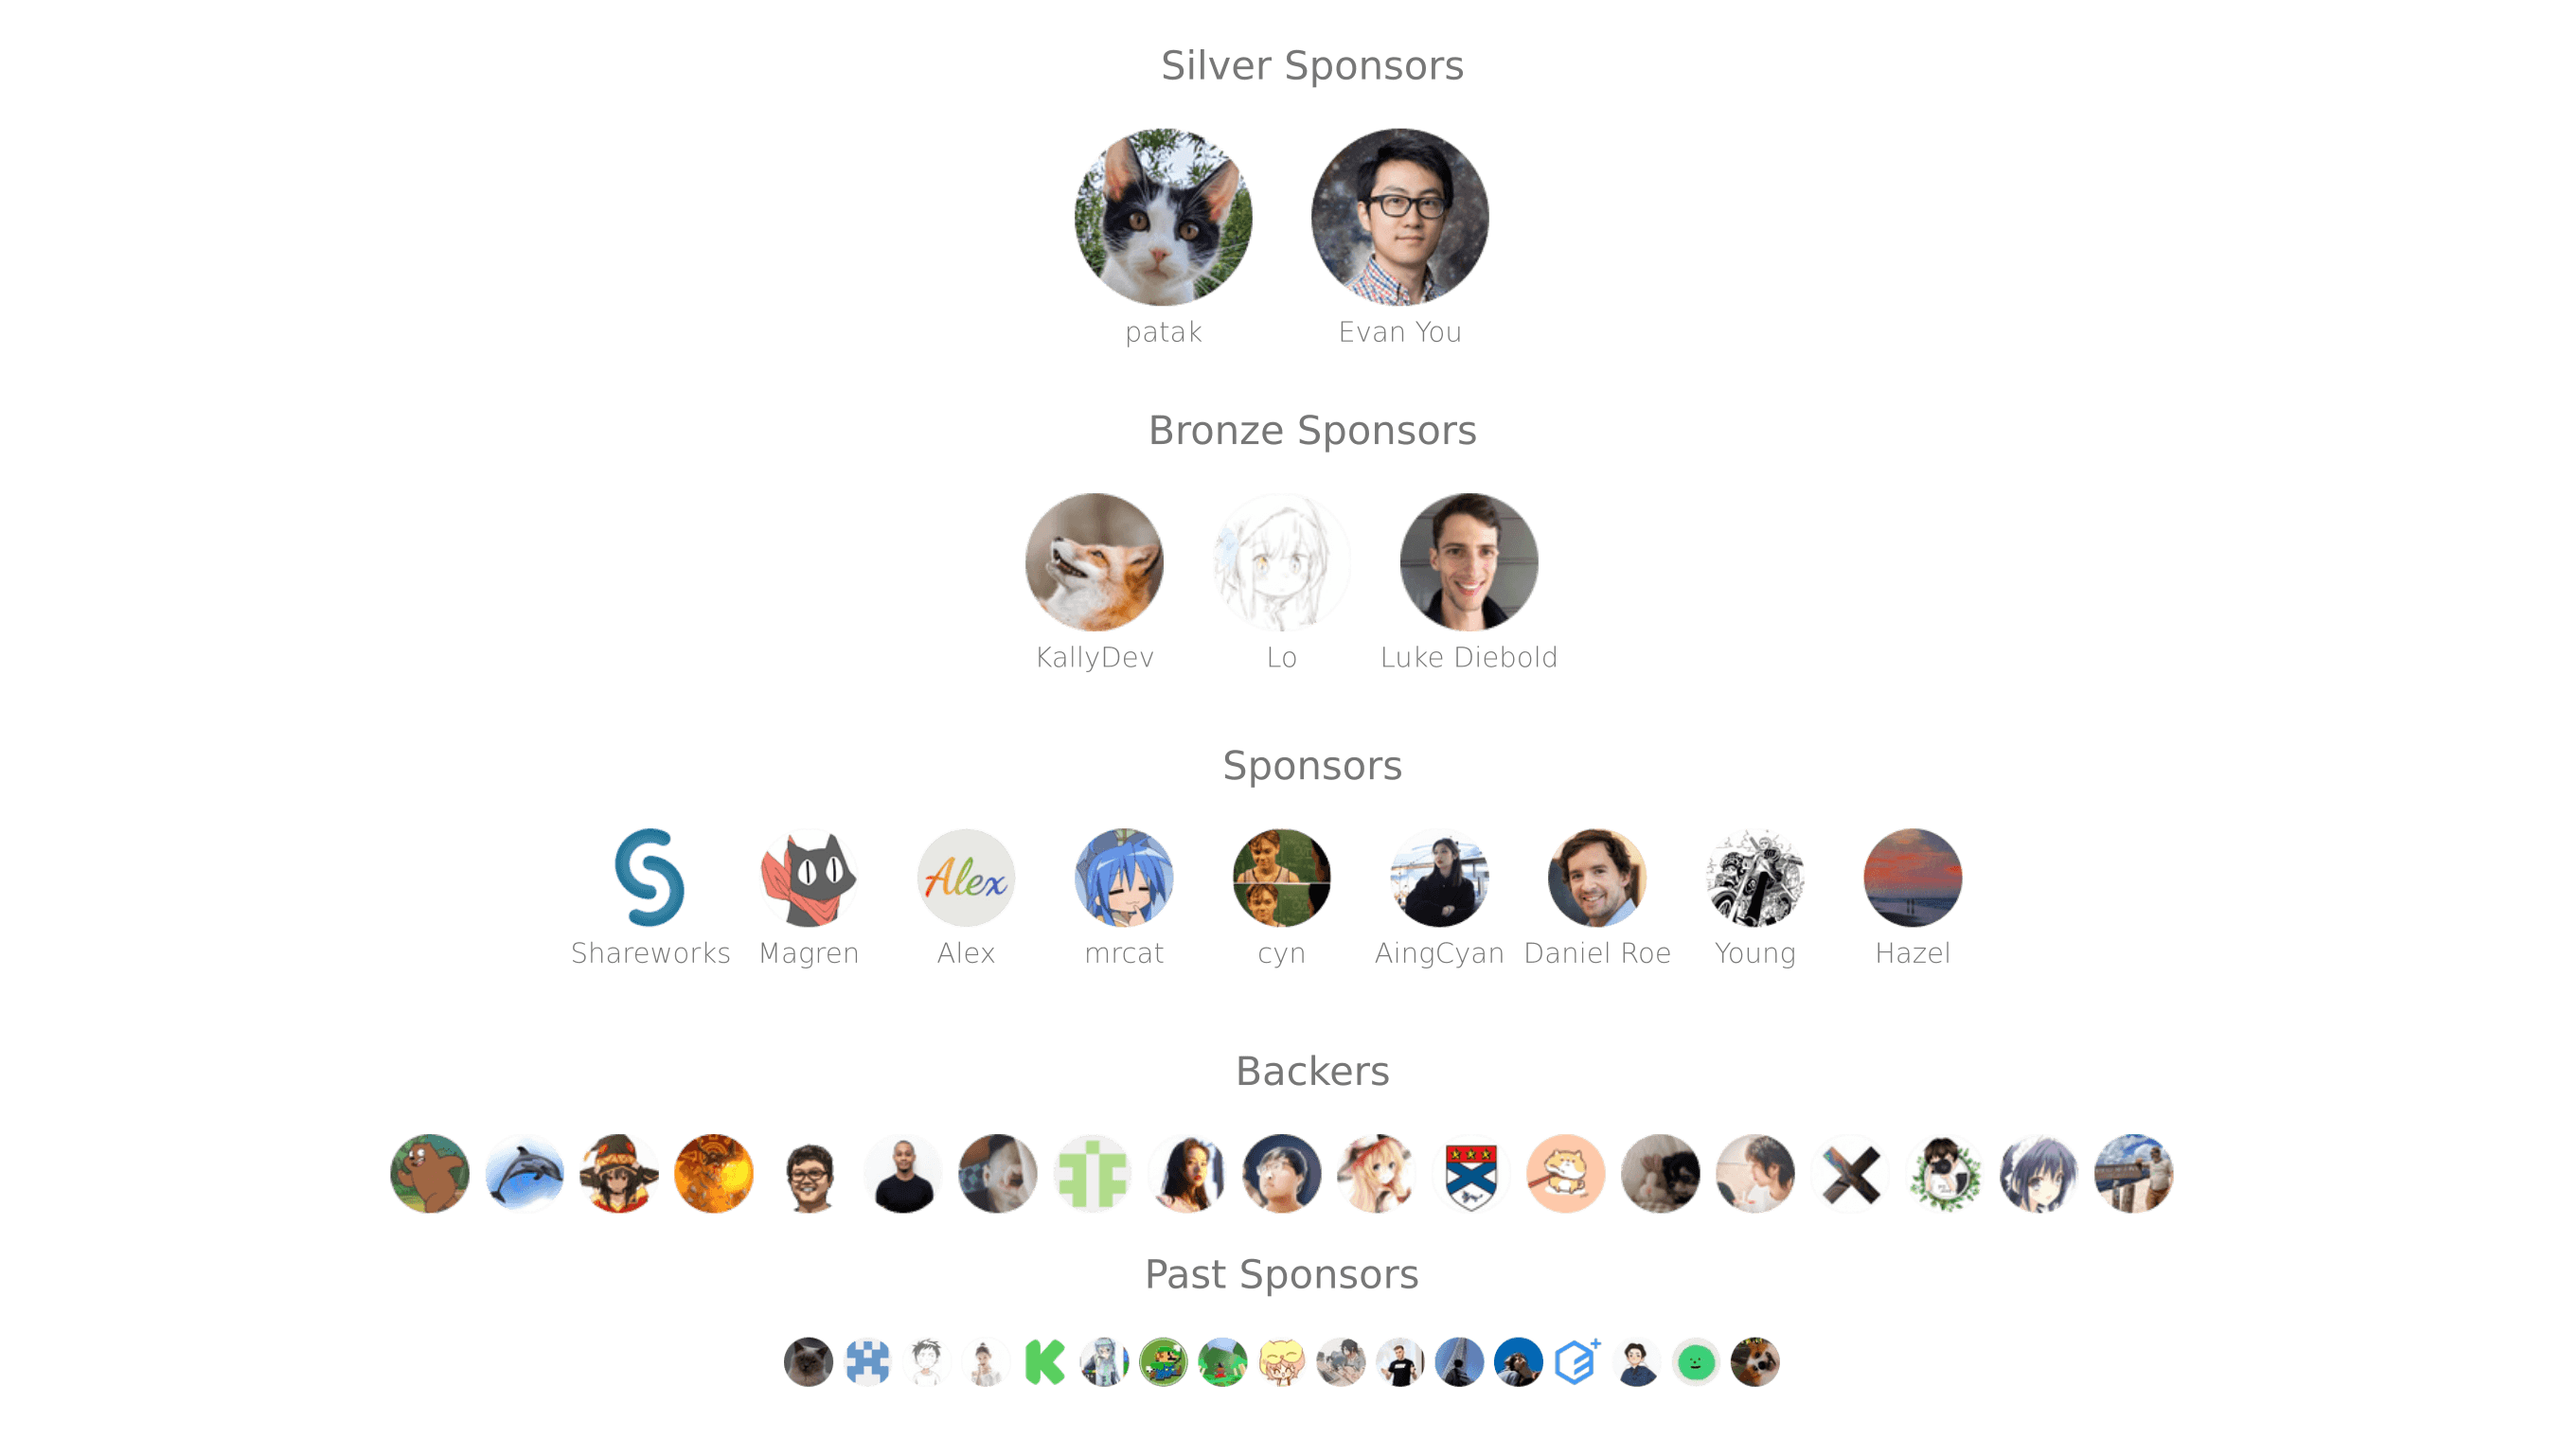 Silver Sponsors
patak
Evan You
Bronze Sponsors
KallyDev
Lo
Luke Diebold
Sponsors
Alex
Shareworks
Magren
Alex
mrcat
cyn
AingCyan
Daniel Roe
Young
Hazel
Backers
Past Sponsors